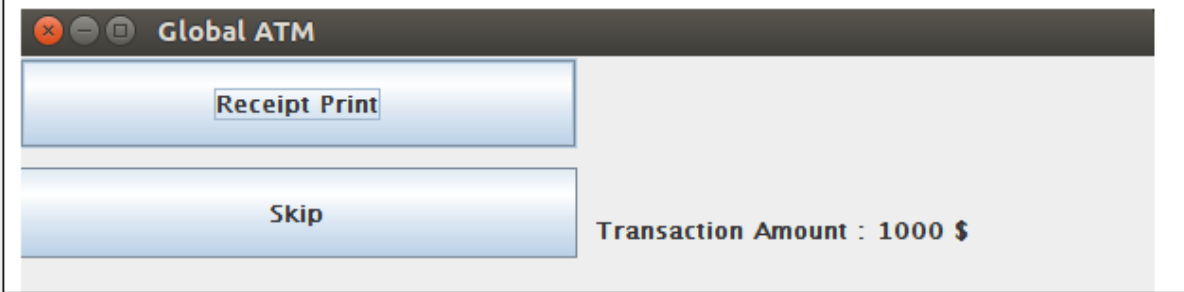 Global ATM
Receipt Print
Skip
Transaction Amount : 1000 $